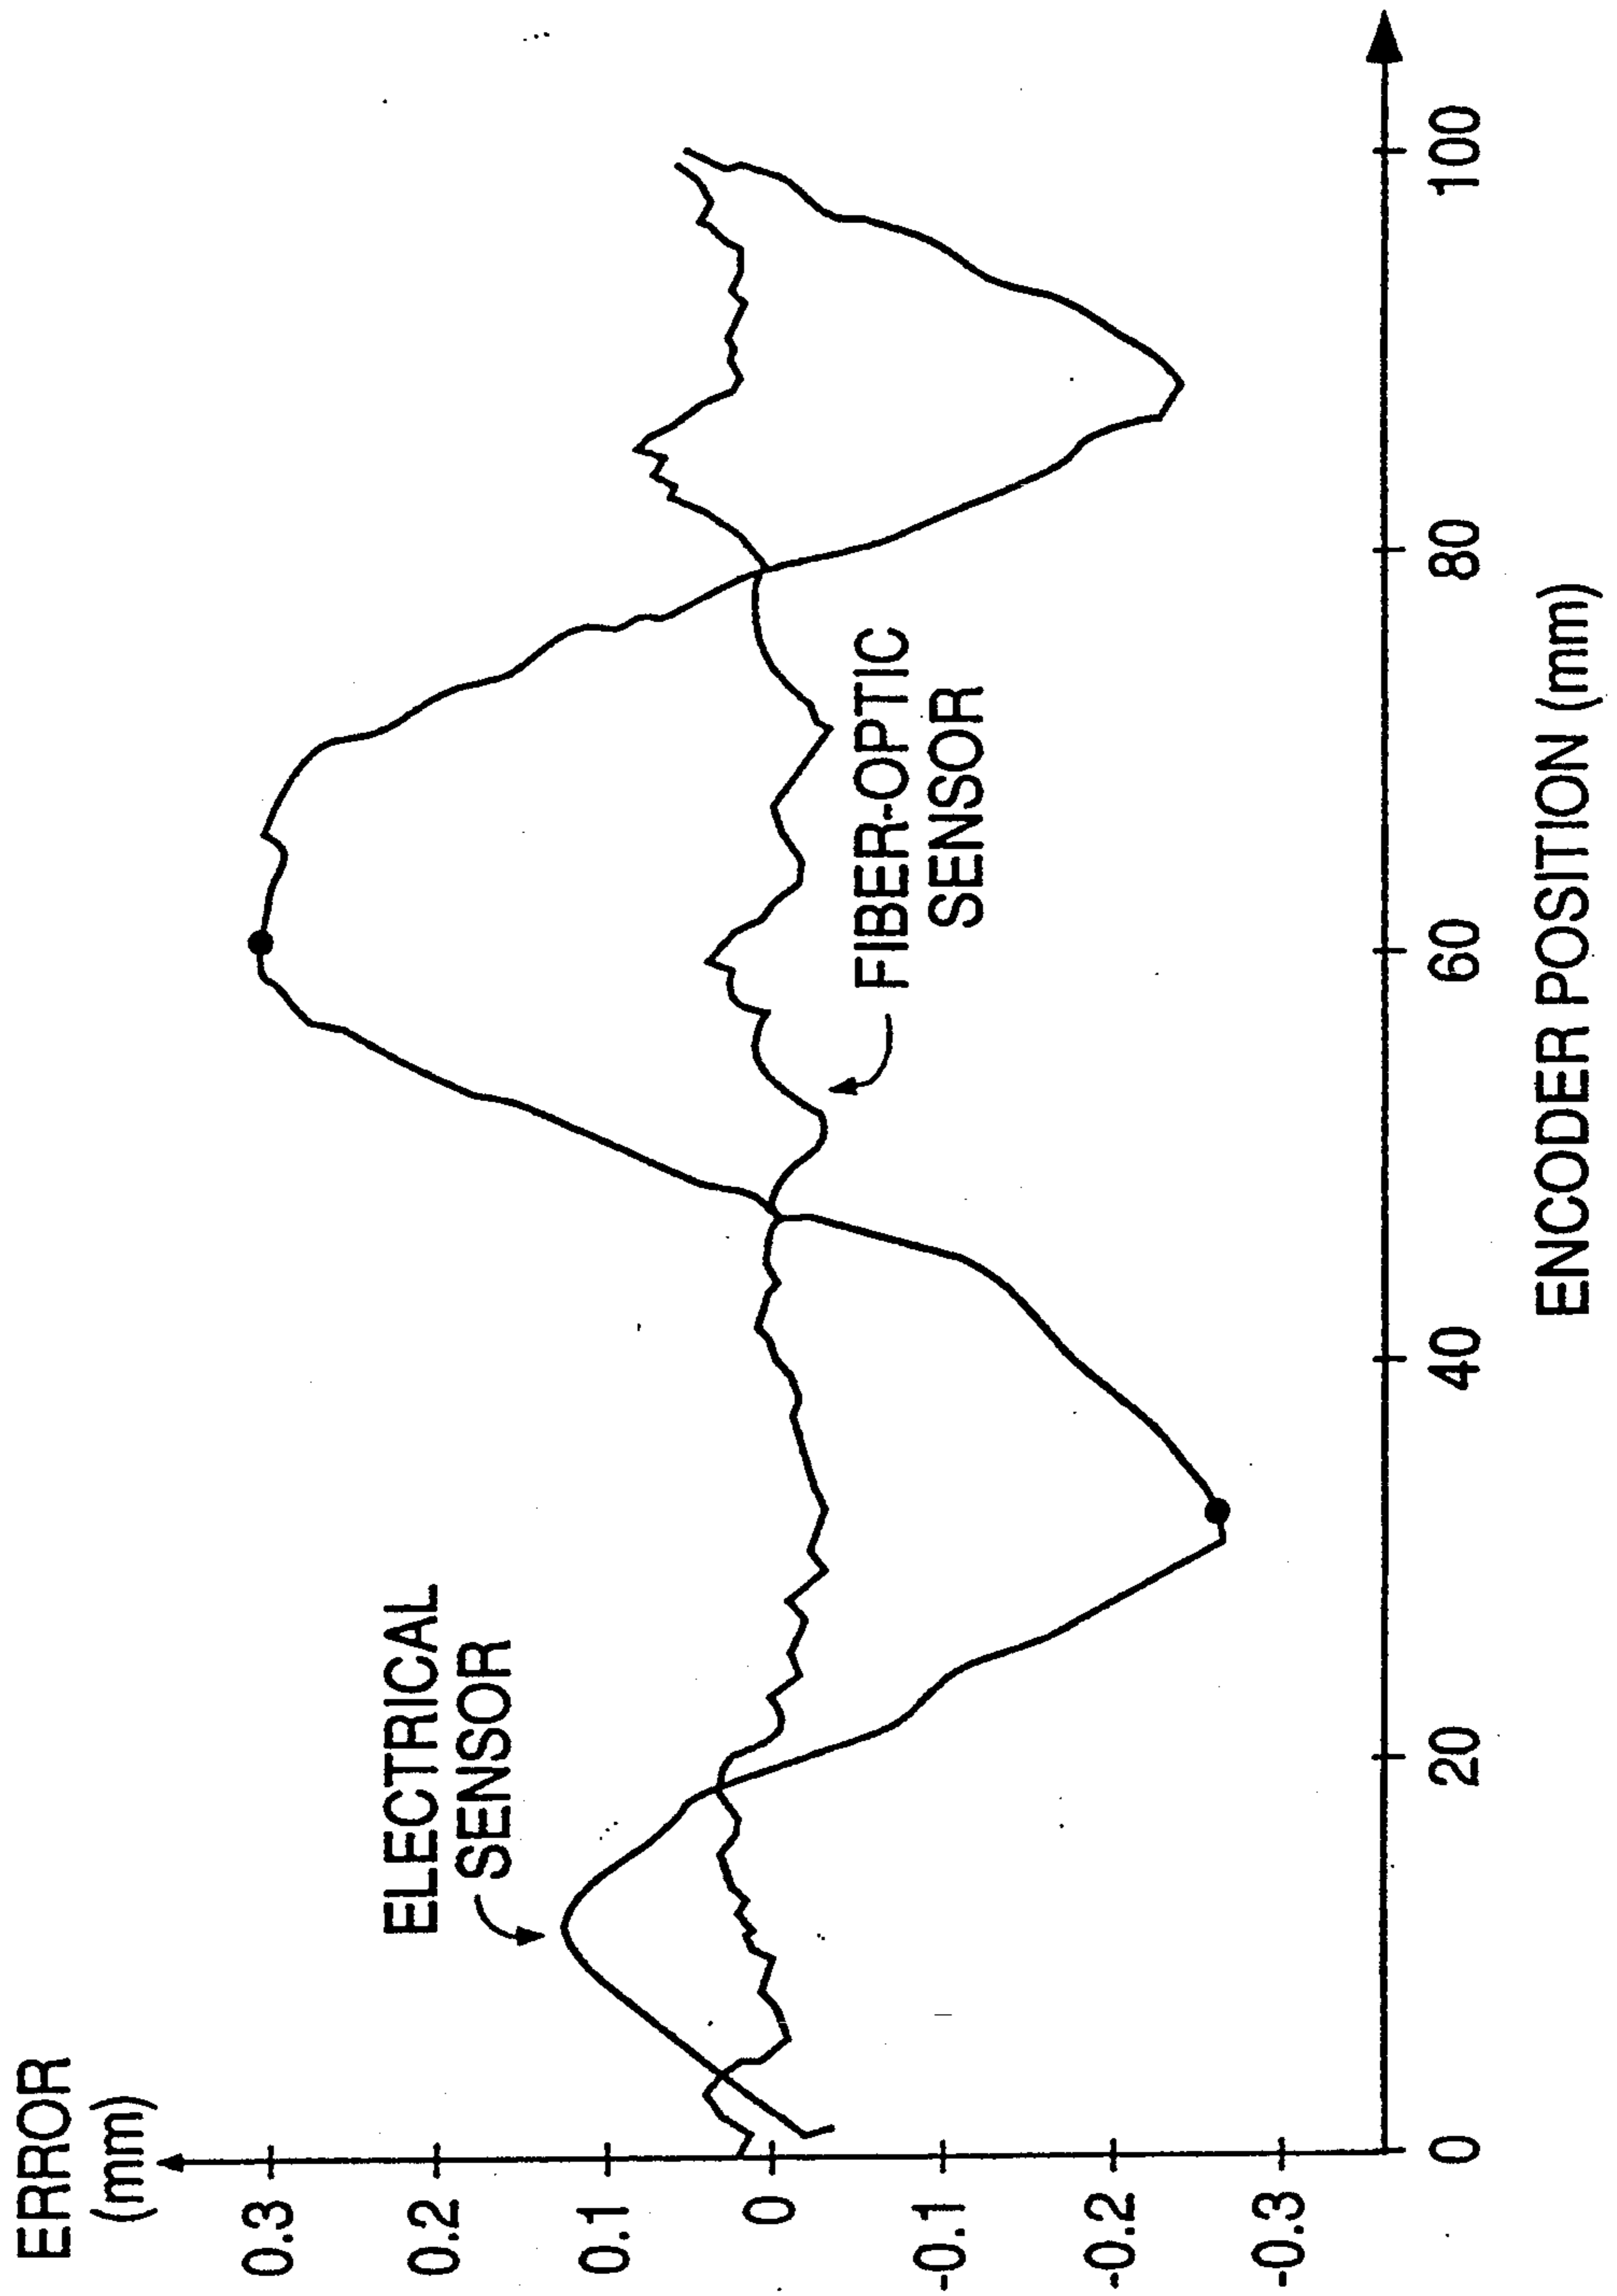 ERROR
(mm)
0.3
0.2
0.1
0
-0.1
-0.2
-0.3
ELECTRICAL
SENSOR
FIBER-OPTIC
SENSOR
0
20
40
60
80
100
ENCODER POSITION (mm)